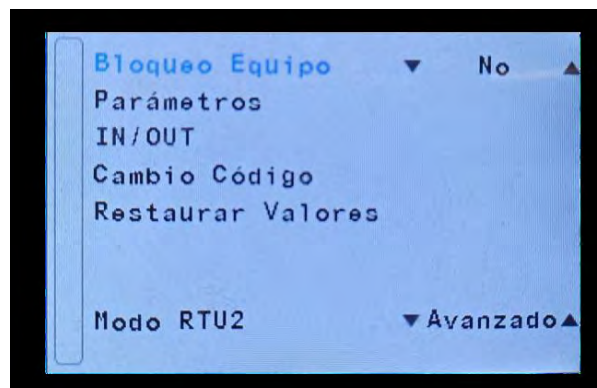 Bloqueo Equipo ▼ No ▲
Parámetros
IN/OUT
Cambio Código
Restaurar Valores
Modo RTU2 ▼ Avanzado ▲